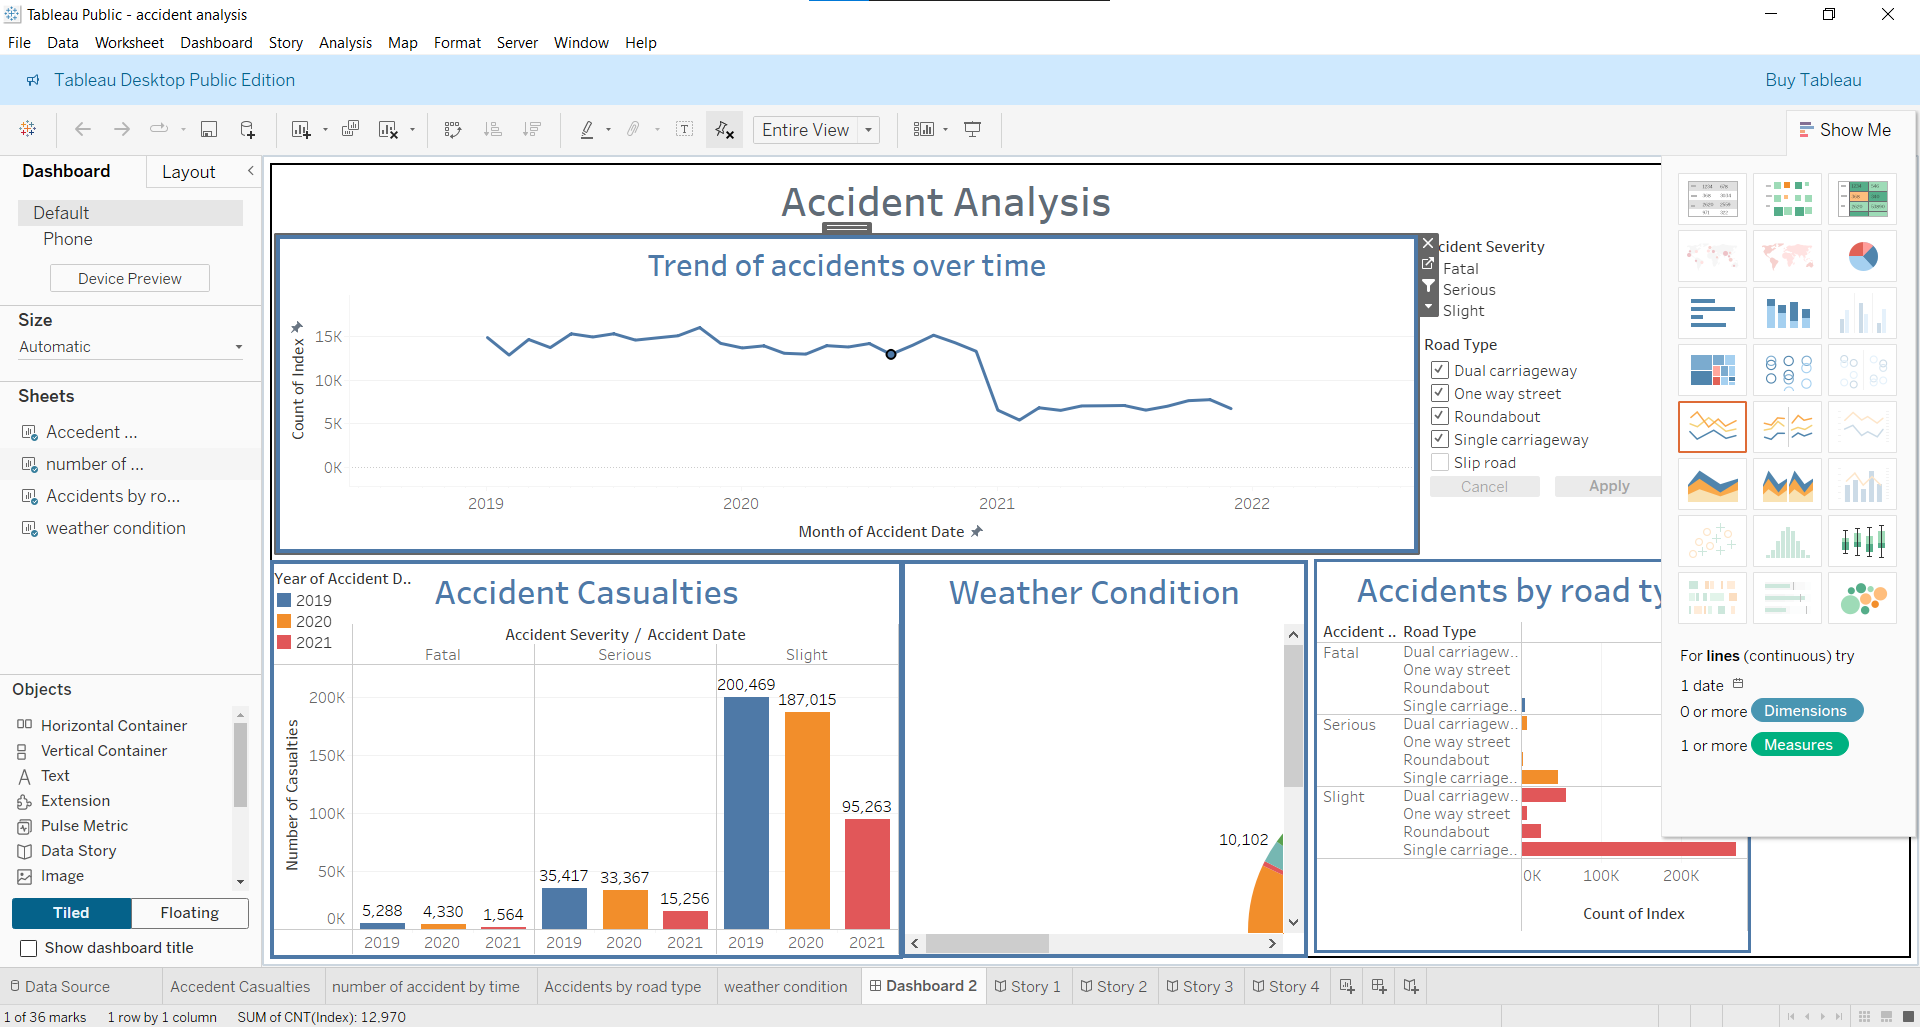 Tableau Public - accident analysis
File Data Worksheet Dashboard Story Analysis Map Format Server Window Help
Tableau Desktop Public Edition
Buy Tableau
Entire View
Show Me
Dashboard
Layout
Default
Phone
Device Preview
Size
Automatic
Sheets
Accedent ...
number of ...
Accidents by ro...
weather condition
Objects
Horizontal Container
Vertical Container
Text
Extension
Pulse Metric
Data Story
Image
Tiled
Floating
Show dashboard title
Accident Analysis
Trend of accidents over time
Count of Index
15K
10K
5K
0K
2019
2020
2021
2022
Month of Accident Date
cident Severity
Fatal
Serious
Slight
Road Type
Dual carriageway
One way street
Roundabout
Single carriageway
Slip road
Cancel
Apply
Year of Accident D..
2019
2020
2021
Accident Casualties
Accident Severity / Accident Date
Fatal
Serious
Slight
Number of Casualties
200K
150K
100K
50K
0K
5,288
4,330
1,564
35,417
33,367
15,256
200,469
187,015
95,263
2019 2020 2021 2019 2020 2021 2019 2020 2021
Weather Condition
10,102
Accidents by road ty
Accident .. Road Type
Fatal
Dual carriagew..
One way street
Roundabout
Single carriage..
Serious
Dual carriagew..
One way street
Roundabout
Single carriage..
Slight
Dual carriagew..
One way street
Roundabout
Single carriage..
0K 100K 200K
Count of Index
For lines (continuous) try
1 date
0 or more Dimensions
1 or more Measures
Data Source
Accedent Casualties
number of accident by time
Accidents by road type
weather condition
Dashboard 2
Story 1
Story 2
Story 3
Story 4
1 of 36 marks 1 row by 1 column SUM of CNT(Index): 12,970